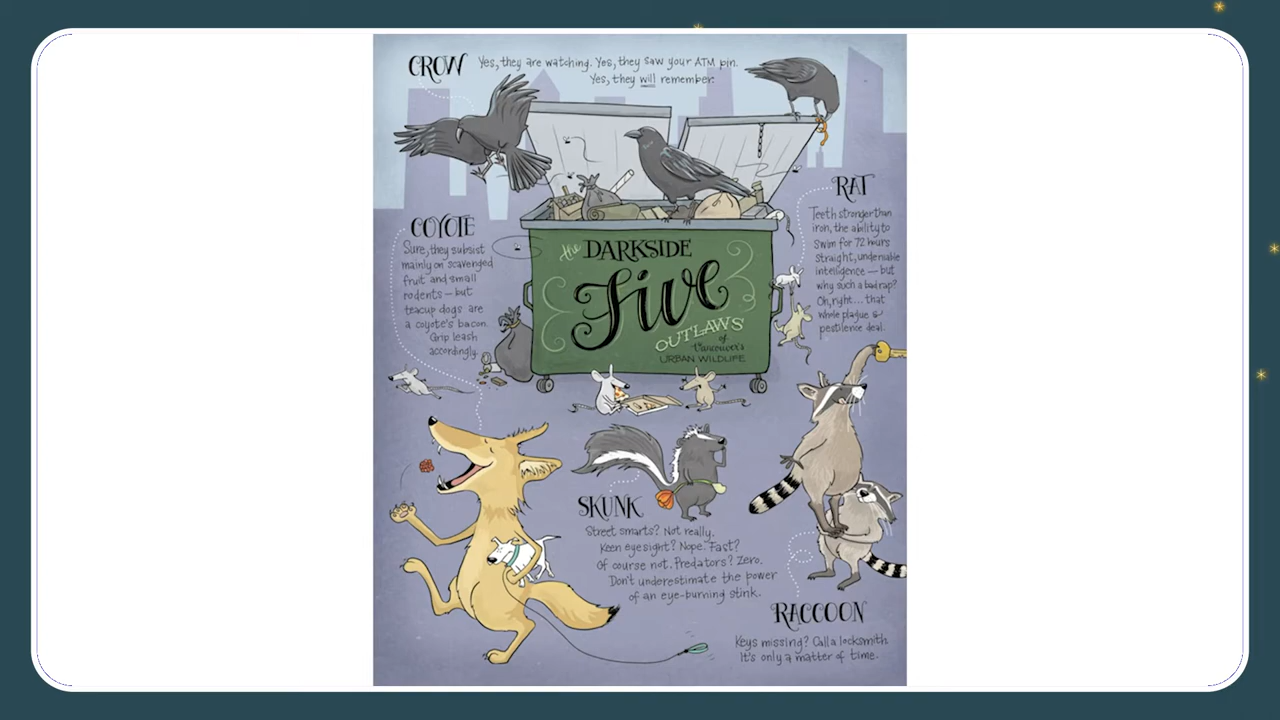 CROW
Yes, they are watching. Yes, they saw your ATM pin.
Yes, they will remember.
RAT
Teeth stronger than
iron, the ability to
swim for 72 hours
straight, undeniable
intelligence — but
why such a bad rap?
Oh, right... that
whole plague &
pestilence deal.
COYOTE
Sure, they subsist
mainly on scavenged
fruit and small
rodents — but
teacup dogs are
a coyote's bacon.
Grip leash
accordingly.
the DARKSIDE
Five
OUTLAWS
of
Vancouver's
URBAN WILDLIFE
SKUNK
Street smarts? Not really.
Keen eyesight? Nope. Fast?
Of course not. Predators? Zero.
Don't underestimate the power
of an eye-burning stink.
RACCOON
Keys missing? Call a locksmith.
It's only a matter of time.